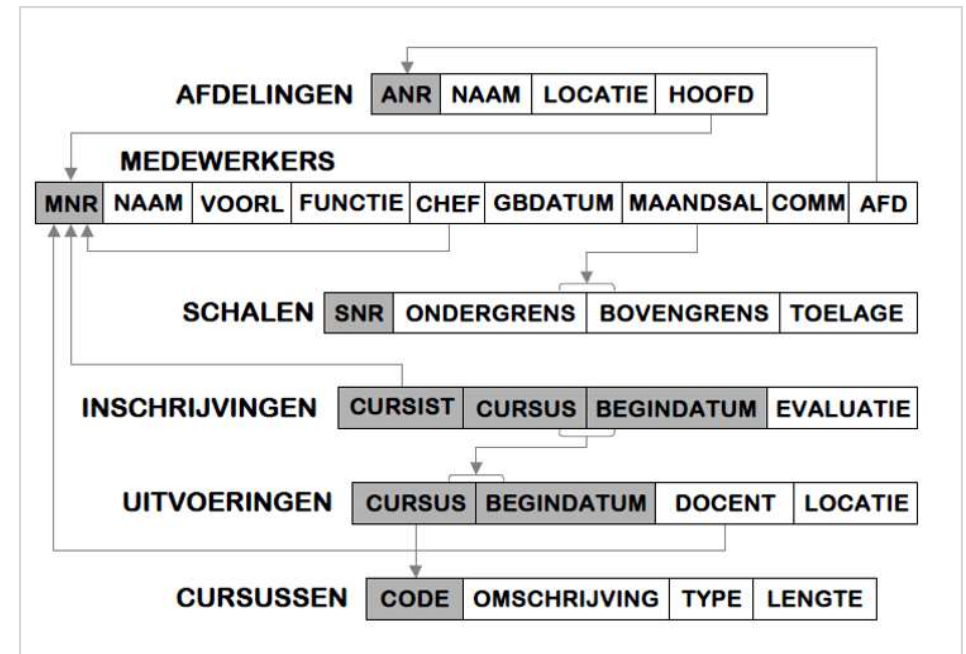 AFDELINGEN ANR NAAM LOCATIE HOOFD
MEDEWERKERS
MNR NAAM VOORL FUNCTIE CHEF GBDATUM MAANDSAL COMM AFD
SCHALEN SNR ONDERGRENS BOVENGRENS TOELAGE
INSCHRIJVINGEN CURSIST CURSUS BEGINDATUM EVALUATIE
UITVOERINGEN CURSUS BEGINDATUM DOCENT LOCATIE
CURSUSSEN CODE OMSCHRIJVING TYPE LENGTE